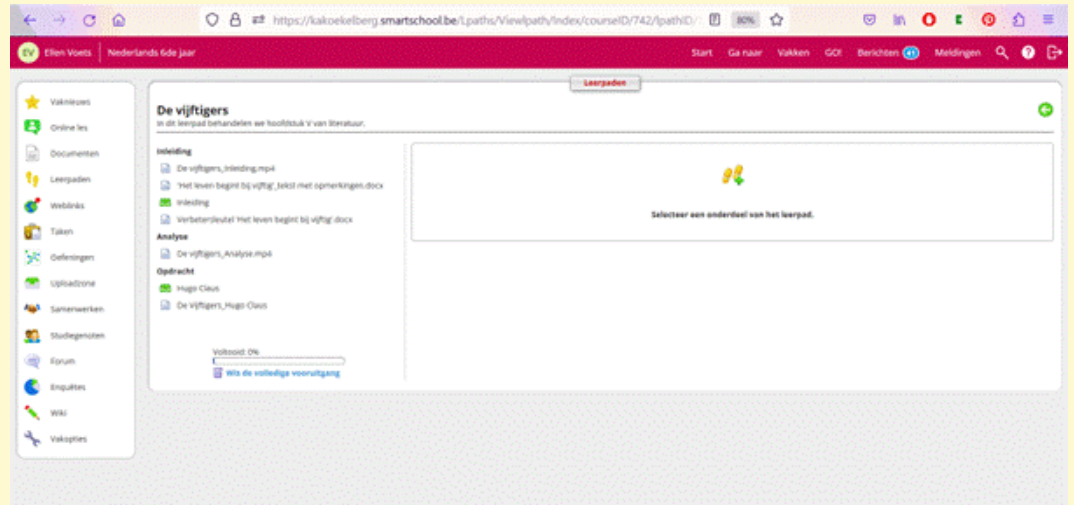 https://kakoekelberg.smartschool.be/Lpaths/Viewlpath/Index/courseID/742/lpathID/
80%
EV Ellen Voets Nederlands 6de jaar
Start Ga naar Vakken GO! Berichten 41 Meldingen
Leerpaden
Vaknieuws
Online les
Documenten
Leerpaden
Weblinks
Taken
Oefeningen
Uploadzone
Samenwerken
Studiegenoten
Forum
Enquêtes
Wiki
Vakopties
De vijftigers
In dit leerpad behandelen we hoofdstuk V van literatuur.
Inleiding
De vijftigers_Inleiding.mp4
'Het leven begint bij vijftig'_tekst met opmerkingen.docx
Inleiding
Verbetersleutel 'Het leven begint bij vijftig'.docx
Analyse
De vijftigers_Analyse.mp4
Opdracht
Hugo Claus
De Vijftigers_Hugo Claus
Voltooid: 0%
Wis de volledige vooruitgang
Selecteer een onderdeel van het leerpad.